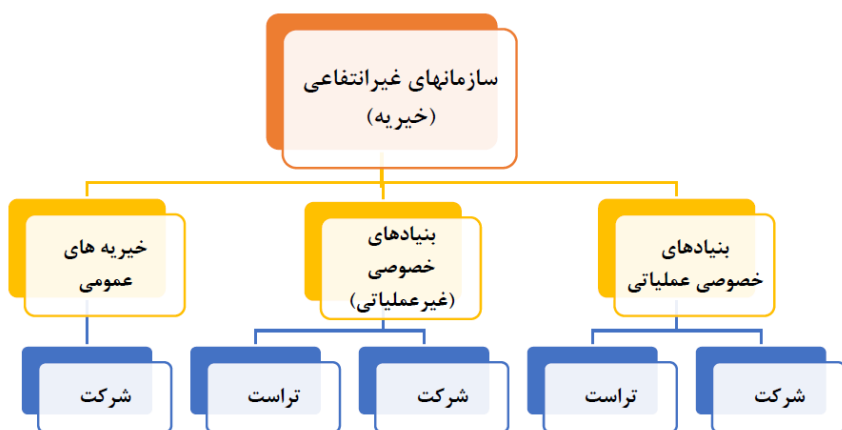 سازمانهای غیرانتفاعی
(خیریه)
بنیادهای
خصوصی عملیاتی
بنیادهای
خصوصی
(غیرعملیاتی)
خیریه های
عمومی
شرکت
تراست
شرکت
تراست
شرکت